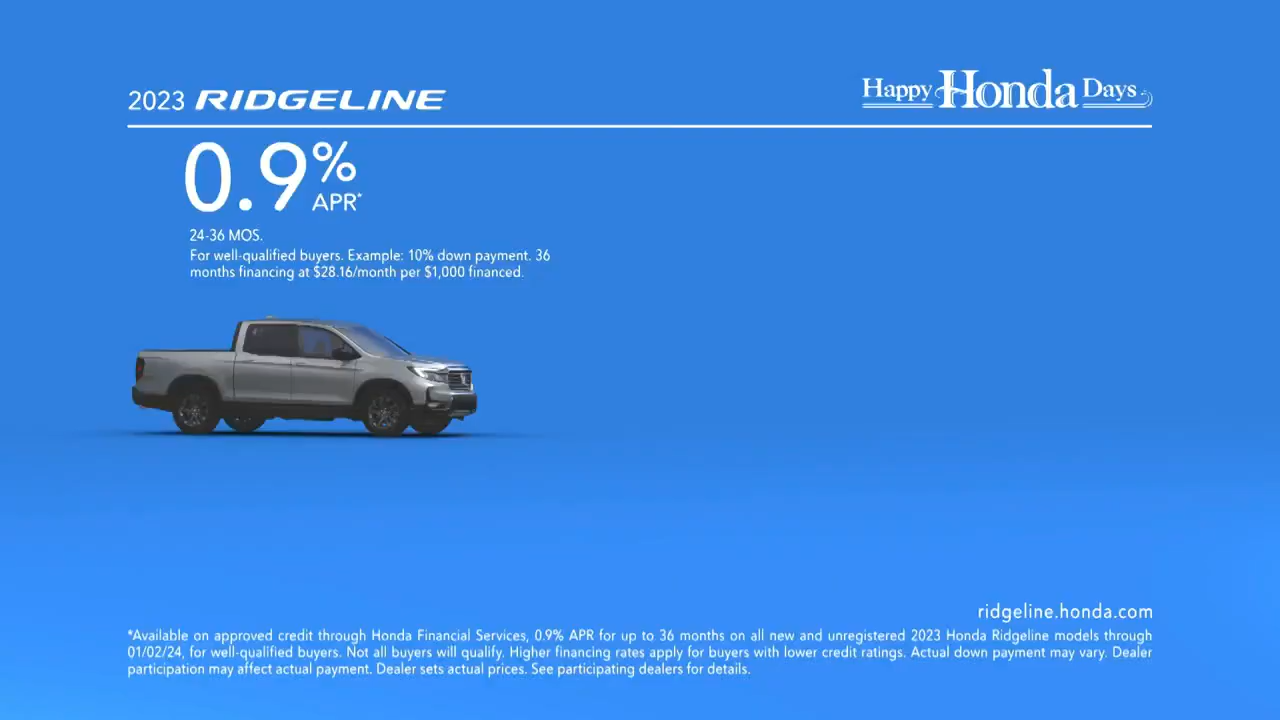 2023 RIDGELINE
Happy Honda Days
0.9%
APR*
24-36 MOS.
For well-qualified buyers. Example: 10% down payment. 36
months financing at $28.16/month per $1,000 financed.
ridgeline.honda.com
*Available on approved credit through Honda Financial Services, 0.9% APR for up to 36 months on all new and unregistered 2023 Honda Ridgeline models through
01/02/24, for well-qualified buyers. Not all buyers will qualify. Higher financing rates apply for buyers with lower credit ratings. Actual down payment may vary. Dealer
participation may affect actual payment. Dealer sets actual prices. See participating dealers for details.